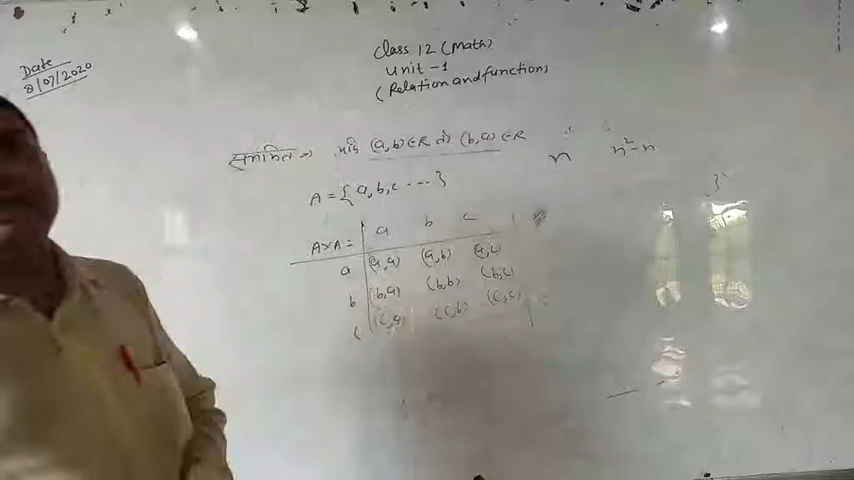 Date
8/07/2020
Class 12 (Math)
Unit-1
(Relation and function)
सममित => यदि (a,b)∈R तो (b,a)∈R
n n²-n
A = {a,b,c ---}
A×A = a b c
a (a,a) (a,b) (a,c)
b (b,a) (b,b) (b,c)
c (c,a) (c,b) (c,c)